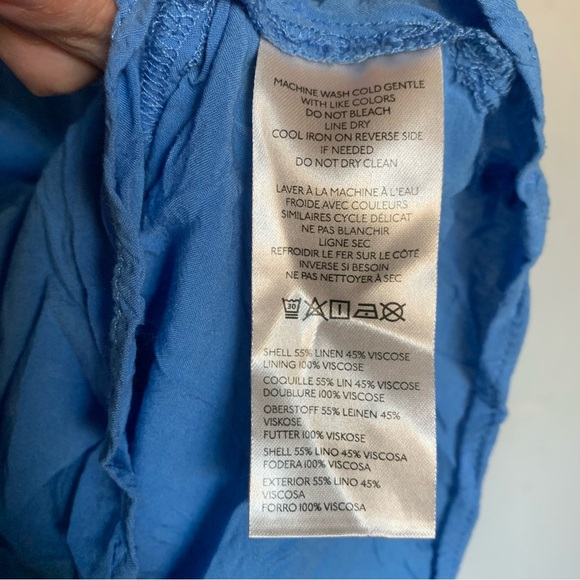 MACHINE WASH COLD GENTLE
WITH LIKE COLORS
DO NOT BLEACH
LINE DRY
COOL IRON ON REVERSE SIDE
IF NEEDED
DO NOT DRY CLEAN
LAVER À LA MACHINE À L'EAU
FROIDE AVEC COULEURS
SIMILAIRES CYCLE DÉLICAT
NE PAS BLANCHIR
LIGNE SEC
REFROIDIR LE FER SUR LE CÔTÉ
INVERSE SI BESOIN
NE PAS NETTOYER À SEC
30
SHELL 55% LINEN 45% VISCOSE
LINING 100% VISCOSE
COQUILLE 55% LIN 45% VISCOSE
DOUBLURE 100% VISCOSE
OBERSTOFF 55% LEINEN 45%
VISKOSE
FUTTER 100% VISKOSE
SHELL 55% LINO 45% VISCOSA
FODERA 100% VISCOSA
EXTERIOR 55% LINO 45%
VISCOSA
FORRO 100% VISCOSA